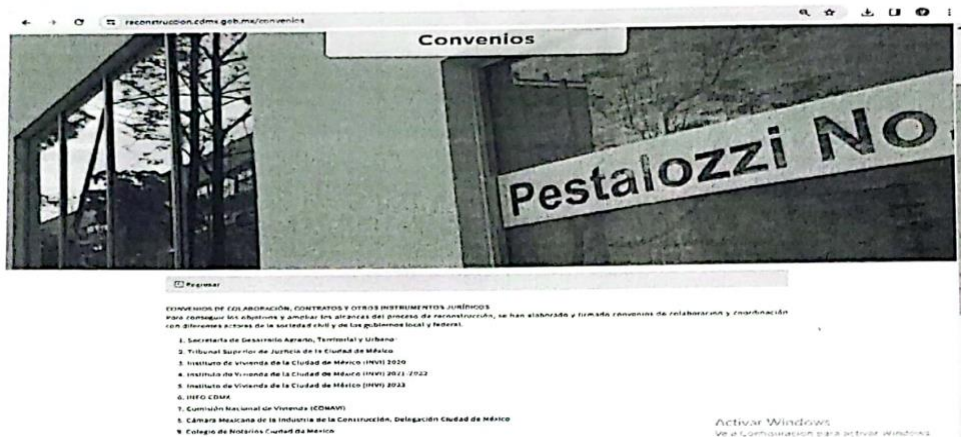 reconstruccion.cdmx.gob.mx/convenios
Convenios
Pestalozzi No.
Regresar
CONVENIOS DE COLABORACIÓN, CONTRATOS Y OTROS INSTRUMENTOS JURÍDICOS
Para conseguir los objetivos y ampliar los alcances del proceso de reconstrucción, se han elaborado y firmado convenios de colaboración y coordinación
con diferentes actores de la sociedad civil y de los gobiernos local y federal.
1. Secretaría de Desarrollo Agrario, Territorial y Urbano
2. Tribunal Superior de Justicia de la Ciudad de México
3. Instituto de Vivienda de la Ciudad de México (INVI) 2020
4. Instituto de Vivienda de la Ciudad de México (INVI) 2021-2022
5. Instituto de Vivienda de la Ciudad de México (INVI) 2023
6. INFO CDMX
7. Comisión Nacional de Vivienda (CONAVI)
8. Cámara Mexicana de la Industria de la Construcción, Delegación Ciudad de México
9. Colegio de Notarios Ciudad de México
Activar Windows
Ve a Configuración para activar Windows